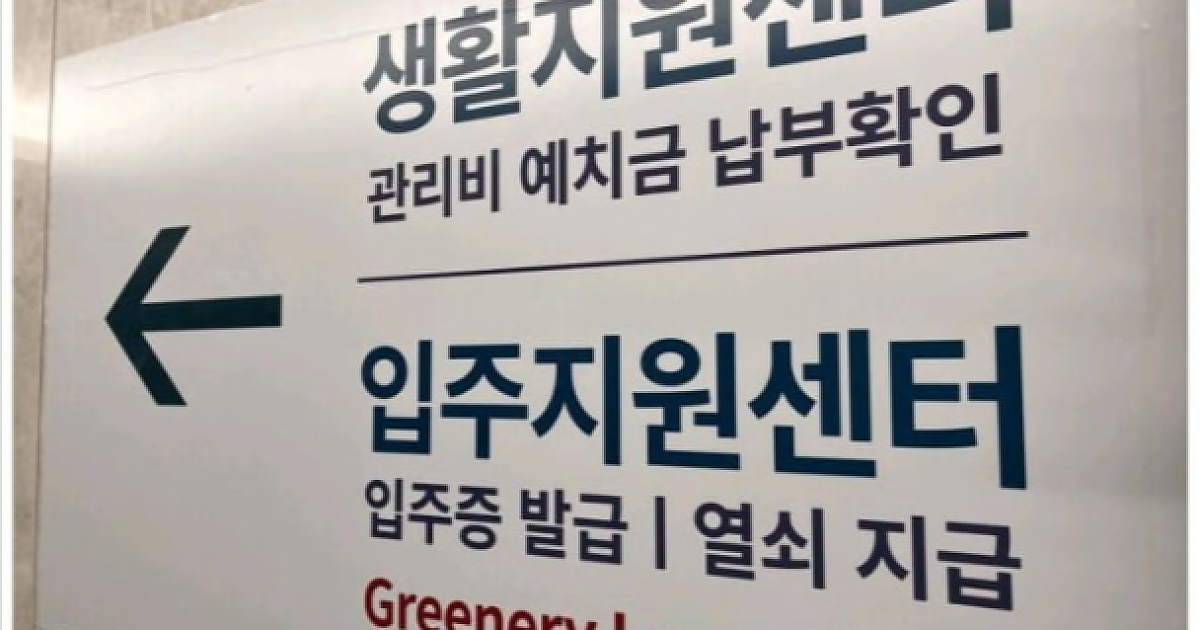 생활지원센터
관리비 예치금 납부확인
입주지원센터
입주증 발급 | 열쇠 지급
Greenery